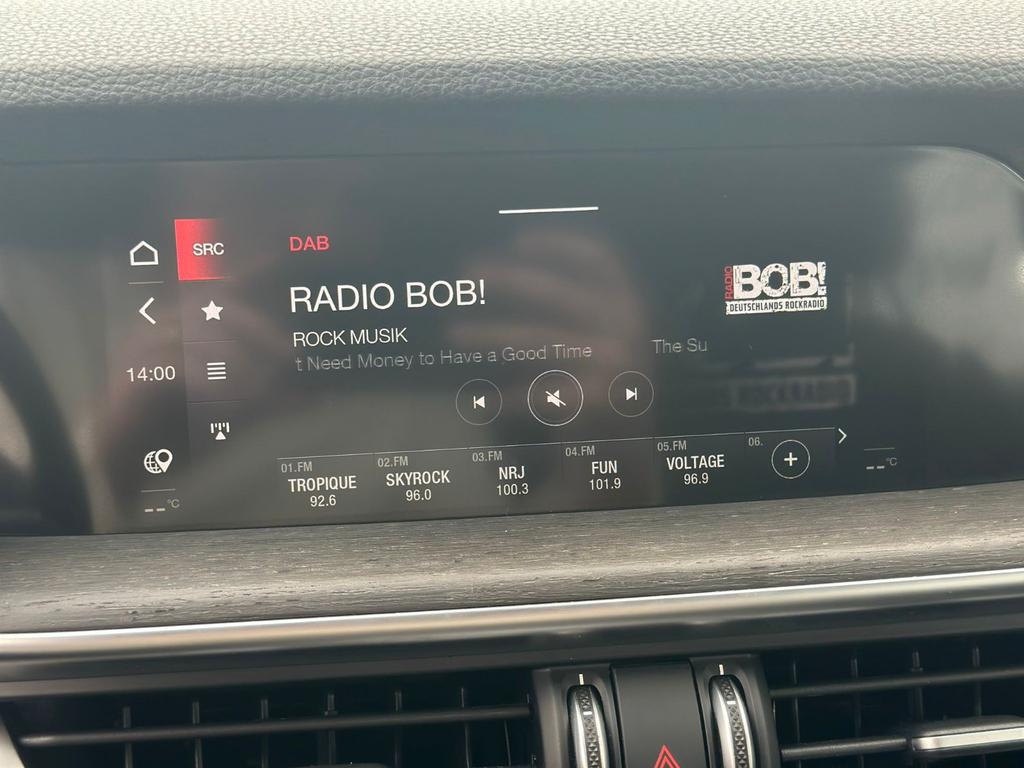 SRC
DAB
RADIO BOB!
ROCK MUSIK
t Need Money to Have a Good Time The Su
RADIO BOB!
DEUTSCHLANDS ROCKRADIO
14:00
01.FM
TROPIQUE
92.6
02.FM
SKYROCK
96.0
03.FM
NRJ
100.3
04.FM
FUN
101.9
05.FM
VOLTAGE
96.9
06.
--°C
--°C